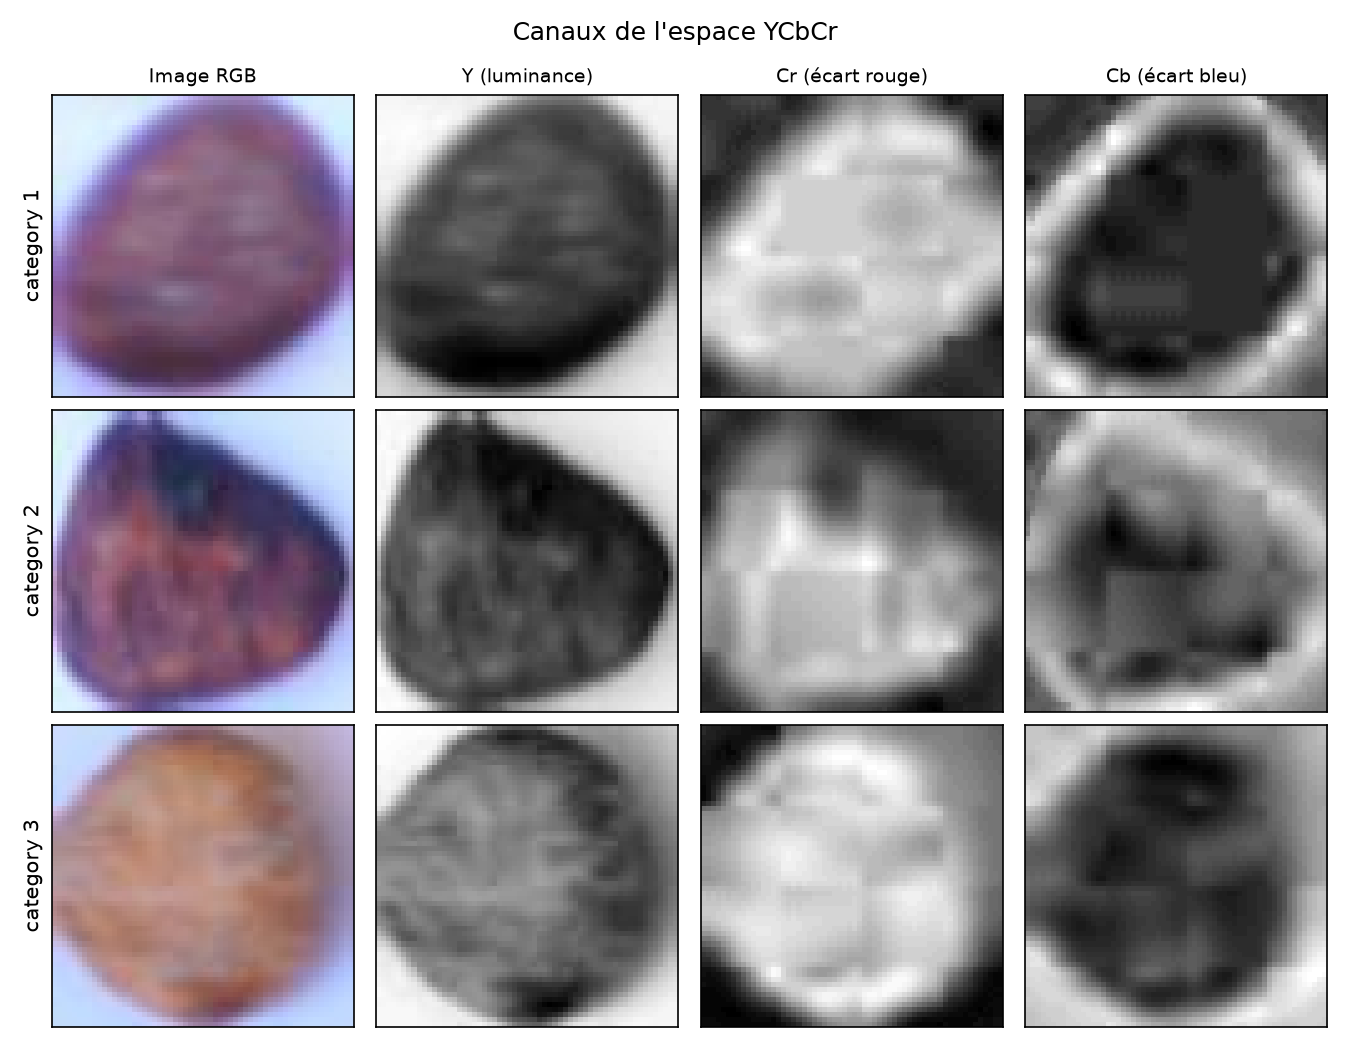 Canaux de l'espace YCbCr
Image RGB
Y (luminance)
Cr (écart rouge)
Cb (écart bleu)
category 1
category 2
category 3